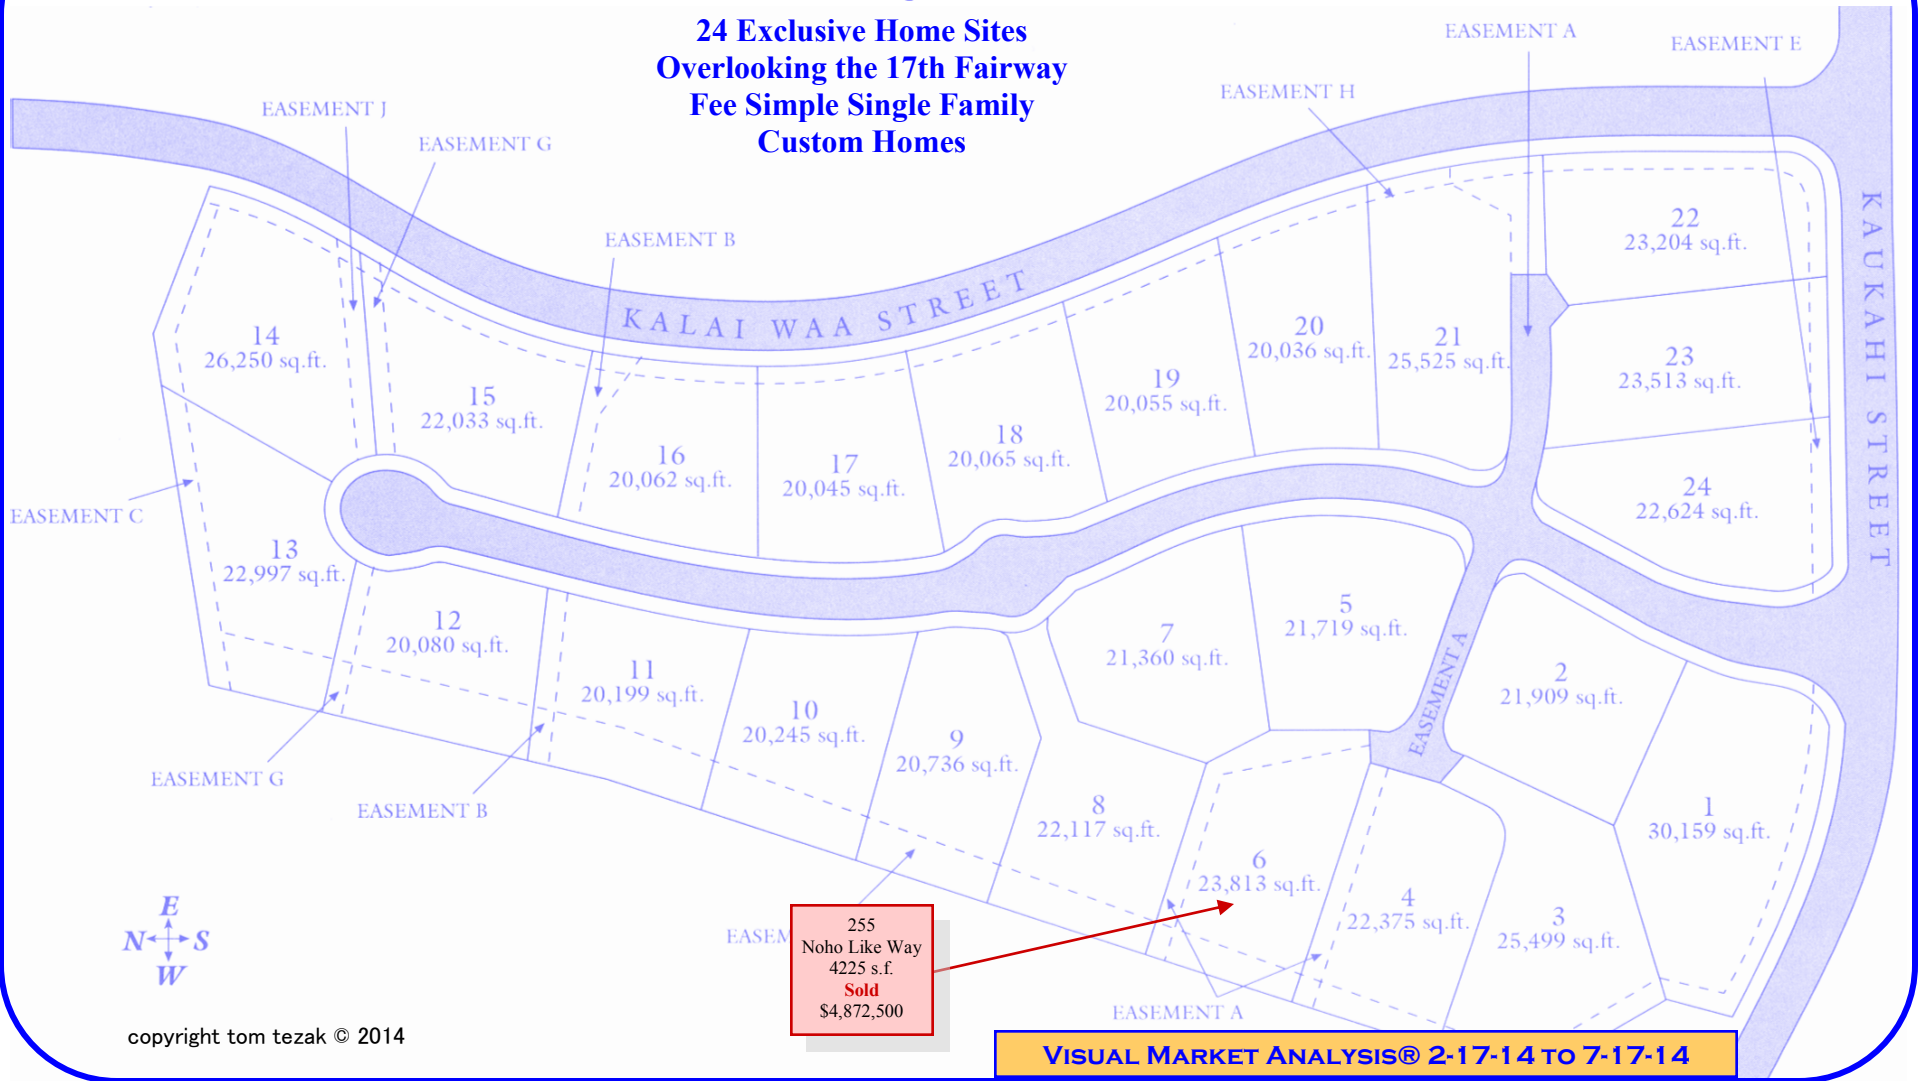 24 Exclusive Home Sites
Overlooking the 17th Fairway
Fee Simple Single Family
Custom Homes
EASEMENT A
EASEMENT E
EASEMENT H
EASEMENT J
EASEMENT G
EASEMENT B
KALAI WAA STREET
KAUKAHI STREET
22
23,204 sq.ft.
14
26,250 sq.ft.
15
22,033 sq.ft.
16
20,062 sq.ft.
17
20,045 sq.ft.
18
20,065 sq.ft.
19
20,055 sq.ft.
20
20,036 sq.ft.
21
25,525 sq.ft.
23
23,513 sq.ft.
24
22,624 sq.ft.
EASEMENT C
13
22,997 sq.ft.
12
20,080 sq.ft.
11
20,199 sq.ft.
10
20,245 sq.ft.
9
20,736 sq.ft.
7
21,360 sq.ft.
5
21,719 sq.ft.
EASEMENT A
2
21,909 sq.ft.
1
30,159 sq.ft.
8
22,117 sq.ft.
6
23,813 sq.ft.
4
22,375 sq.ft.
3
25,499 sq.ft.
EASEMENT G
EASEMENT B
EASEM
EASEMENT A
E
N S
W
255
Noho Like Way
4225 s.f.
Sold
$4,872,500
copyright tom tezak © 2014
VISUAL MARKET ANALYSIS® 2-17-14 TO 7-17-14